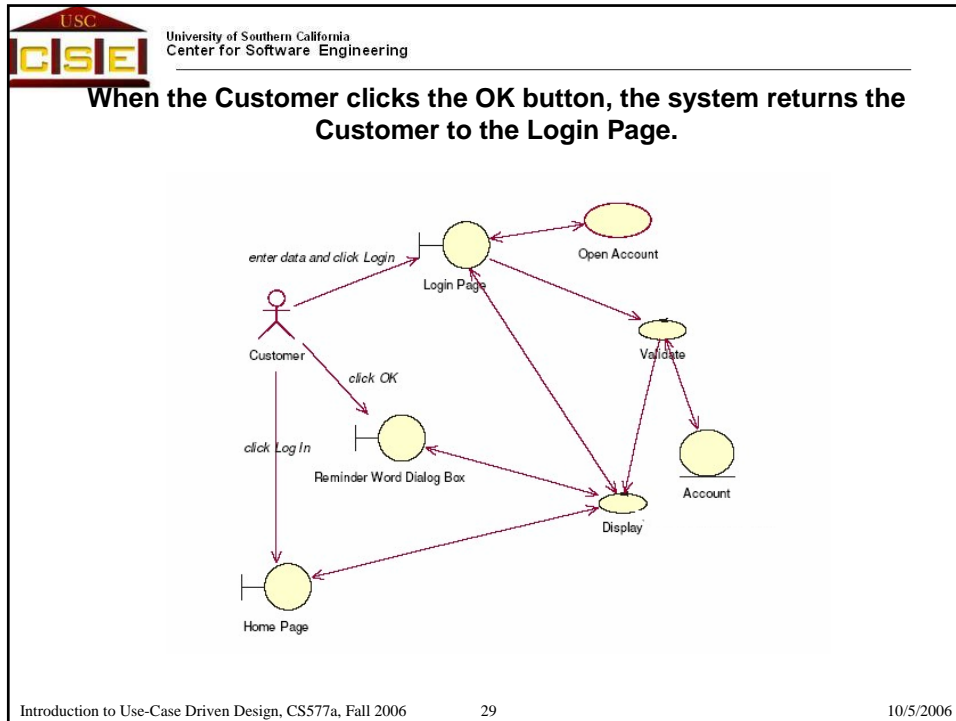 USC
CSE
University of Southern California
Center for Software Engineering
When the Customer clicks the OK button, the system returns the
Customer to the Login Page.
enter data and click Login
Login Page
Open Account
Customer
Validate
click OK
click Log In
Reminder Word Dialog Box
Account
Display
Home Page
Introduction to Use-Case Driven Design, CS577a, Fall 2006
29
10/5/2006